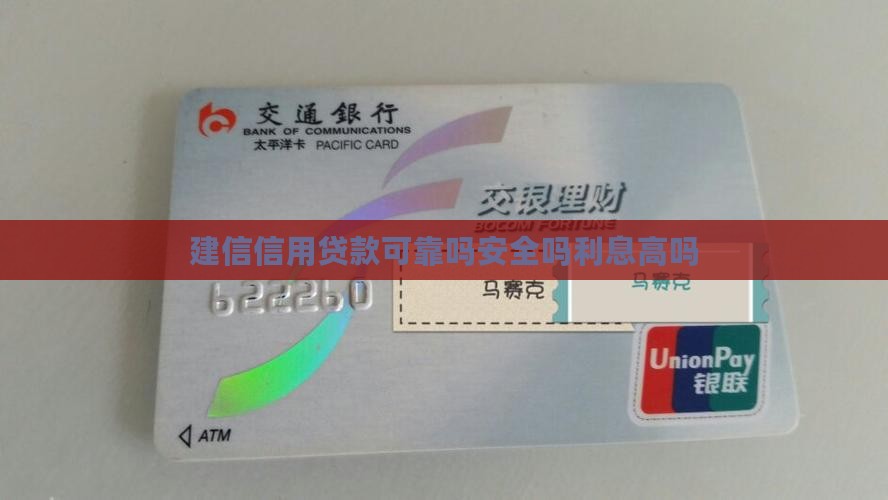 交通銀行
BANK OF COMMUNICATIONS
太平洋卡 PACIFIC CARD
交银理财
BOCOM FORTUNE
建信信用贷款可靠吗安全吗利息高吗
622260
马赛克
马赛克
UnionPay
银联
ATM